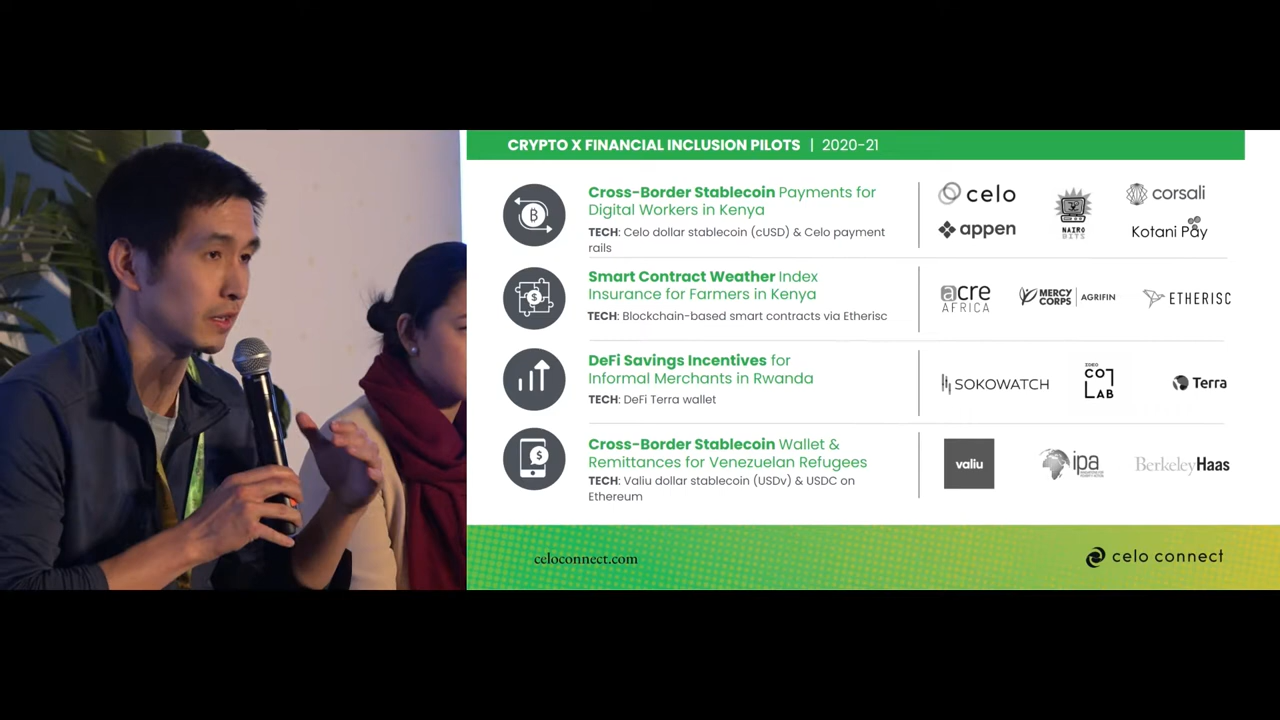 CRYPTO X FINANCIAL INCLUSION PILOTS | 2020-21
Cross-Border Stablecoin Payments for
Digital Workers in Kenya
TECH: Celo dollar stablecoin (cUSD) & Celo payment
rails
celo
appen
NAIRO
BITS
corsali
Kotani Pay
Smart Contract Weather Index
Insurance for Farmers in Kenya
TECH: Blockchain-based smart contracts via Etherisc
acre
AFRICA
MERCY
CORPS | AGRIFIN
ETHERISC
DeFi Savings Incentives for
Informal Merchants in Rwanda
TECH: DeFi Terra wallet
SOKOWATCH
CO
LAB
Terra
Cross-Border Stablecoin Wallet &
Remittances for Venezuelan Refugees
TECH: Valiu dollar stablecoin (USDv) & USDC on
Ethereum
valiu
ipa
BerkeleyHaas
celoconnect.com
celo connect